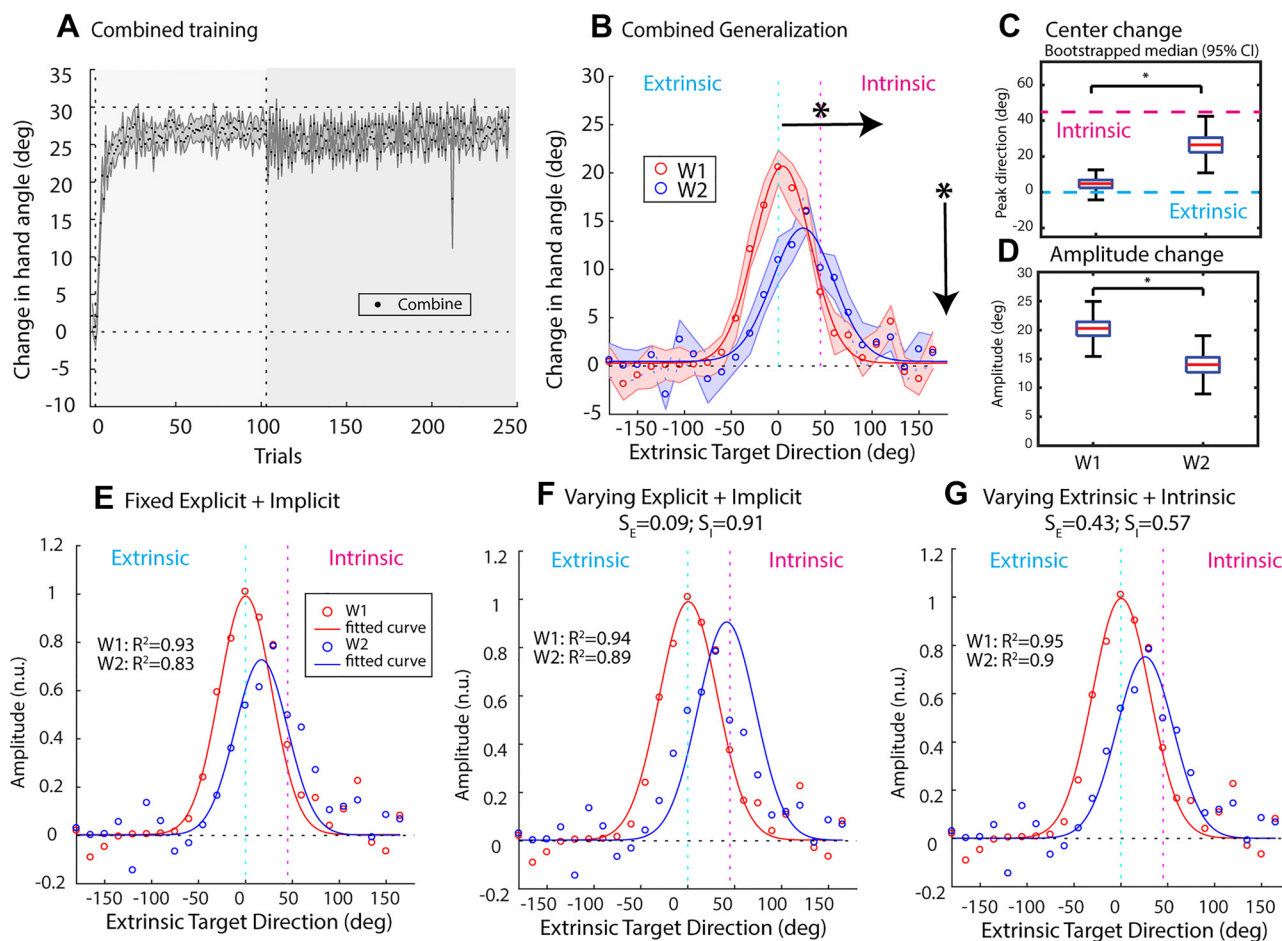 A Combined training
Change in hand angle (deg)
35
30
25
20
15
10
25
0
-5
-10
0 50 100 150 200 250
Trials
Combine
B Combined Generalization
Change in hand angle (deg)
30
25
20
15
10
5
0
-5
Extrinsic
Intrinsic
*
*
W1
W2
-150 -100 -50 0 50 100 150
Extrinsic Target Direction (deg)
C Center change
Bootstrapped median (95% CI)
Peak direction (deg)
60
40
20
0
-20
*
Intrinsic
Extrinsic
D Amplitude change
Amplitude (deg)
30
25
20
15
10
5
0
*
W1 W2
E Fixed Explicit + Implicit
Amplitude (n.u.)
1.2
1
0.8
0.6
0.4
0.2
0
-0.2
Extrinsic
Intrinsic
W1
fitted curve
W2
fitted curve
W1: R²=0.93
W2: R²=0.83
-150 -100 -50 0 50 100 150
Extrinsic Target Direction (deg)
F Varying Explicit + Implicit
S_E=0.09; S_I=0.91
Amplitude (n.u.)
1.2
1
0.8
0.6
0.4
0.2
0
-0.2
Extrinsic
Intrinsic
W1: R²=0.94
W2: R²=0.89
-150 -100 -50 0 50 100 150
Extrinsic Target Direction (deg)
G Varying Extrinsic + Intrinsic
S_E=0.43; S_I=0.57
Amplitude (n.u.)
1.2
1
0.8
0.6
0.4
0.2
0
-0.2
Extrinsic
Intrinsic
W1: R²=0.95
W2: R²=0.9
-150 -100 -50 0 50 100 150
Extrinsic Target Direction (deg)